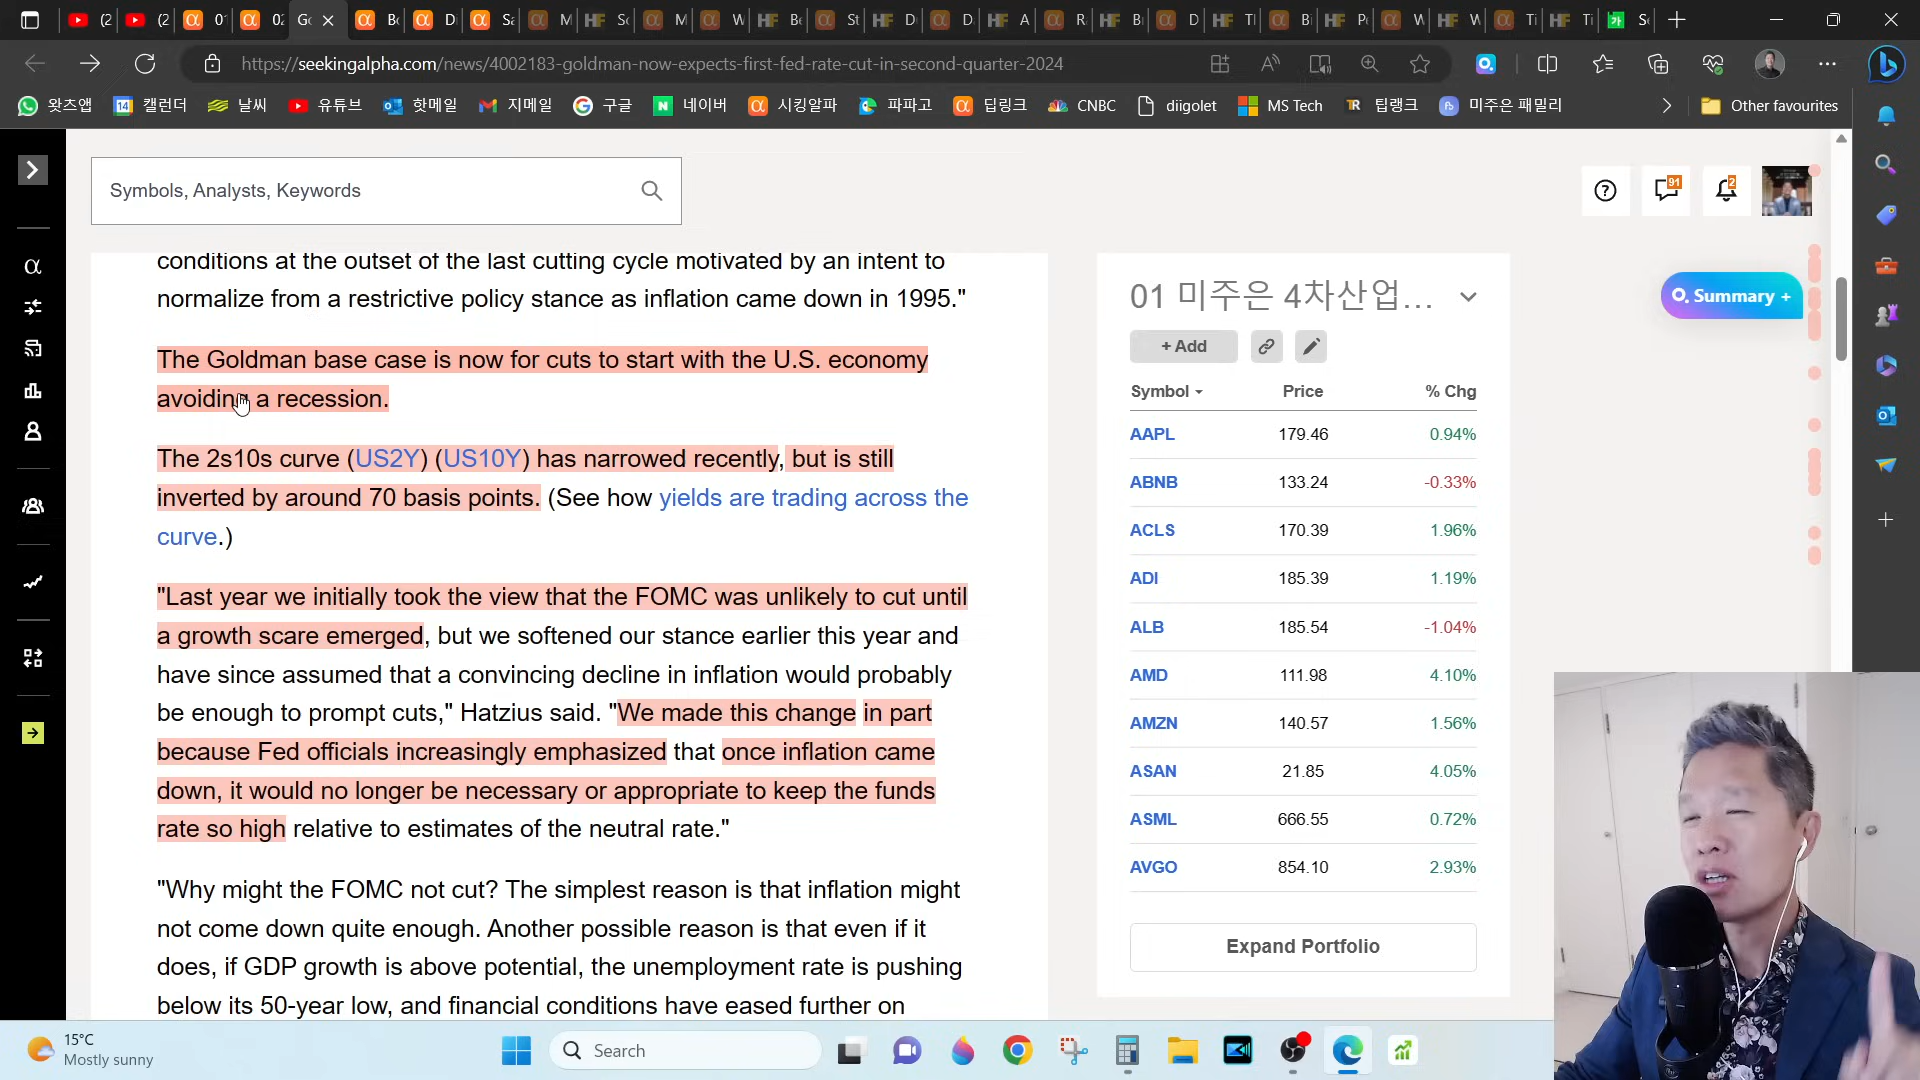 (2
(2
0
02
G
B
D
Sa
M
S
M
W
Be
St
D
D
A
R
B
D
Tl
Bi
P
W
W
Ti
Ti
S
https://seekingalpha.com/news/4002183-goldman-now-expects-first-fed-rate-cut-in-second-quarter-2024
왓츠앱
14 캘린더
날씨
유튜브
핫메일
지메일
구글
네이버
시킹알파
파파고
딥링크
CNBC
diigolet
MS Tech
팁랭크
미주은 패밀리
Other favourites
Symbols, Analysts, Keywords
91
2
conditions at the outset of the last cutting cycle motivated by an intent to
normalize from a restrictive policy stance as inflation came down in 1995."
The Goldman base case is now for cuts to start with the U.S. economy
avoiding a recession.
The 2s10s curve (US2Y) (US10Y) has narrowed recently, but is still
inverted by around 70 basis points. (See how yields are trading across the
curve.)
"Last year we initially took the view that the FOMC was unlikely to cut until
a growth scare emerged, but we softened our stance earlier this year and
have since assumed that a convincing decline in inflation would probably
be enough to prompt cuts," Hatzius said. "We made this change in part
because Fed officials increasingly emphasized that once inflation came
down, it would no longer be necessary or appropriate to keep the funds
rate so high relative to estimates of the neutral rate."
"Why might the FOMC not cut? The simplest reason is that inflation might
not come down quite enough. Another possible reason is that even if it
does, if GDP growth is above potential, the unemployment rate is pushing
below its 50-year low, and financial conditions have eased further on
01 미주은 4차산업...
+ Add
Symbol Price % Chg
AAPL 179.46 0.94%
ABNB 133.24 -0.33%
ACLS 170.39 1.96%
ADI 185.39 1.19%
ALB 185.54 -1.04%
AMD 111.98 4.10%
AMZN 140.57 1.56%
ASAN 21.85 4.05%
ASML 666.55 0.72%
AVGO 854.10 2.93%
Expand Portfolio
Summary +
15°C
Mostly sunny
Search